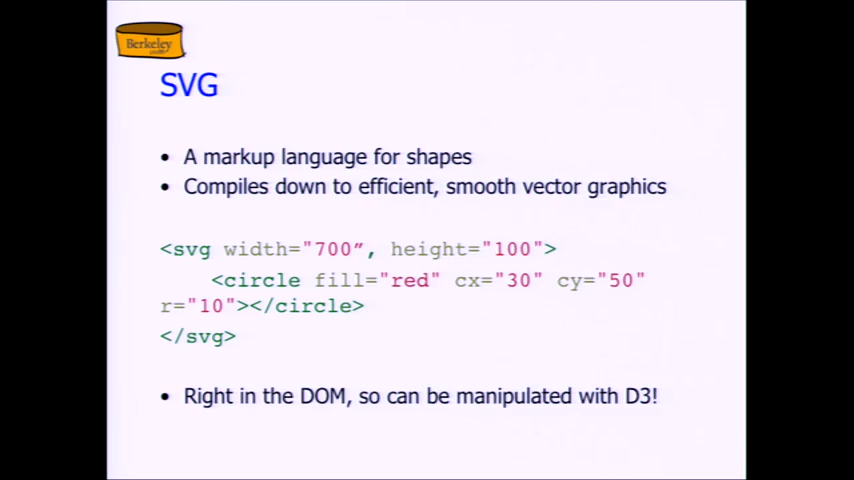 Berkeley
SVG
• A markup language for shapes
• Compiles down to efficient, smooth vector graphics
<svg width="700”, height="100">
<circle fill="red" cx="30" cy="50"
r="10"></circle>
</svg>
• Right in the DOM, so can be manipulated with D3!